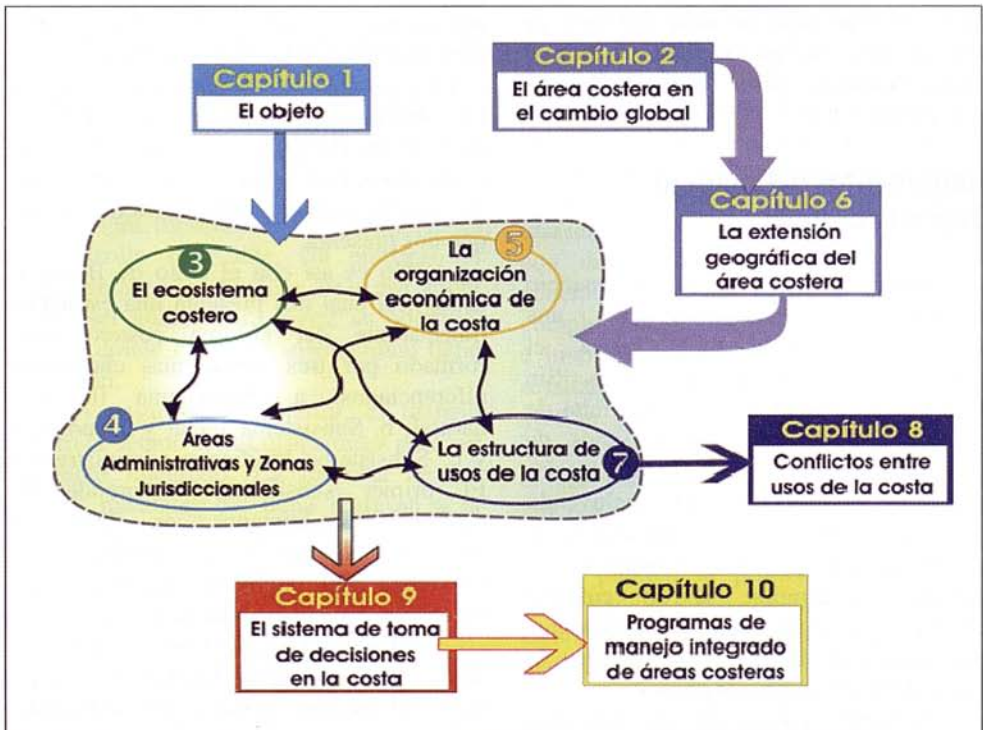 Capítulo 1
El objeto
Capítulo 2
El área costera en
el cambio global
Capítulo 6
La extensión
geográfica del
área costera
3
El ecosistema
costero
5
La
organización
económica de
la costa
4
Áreas
Administrativas y Zonas
Jurisdiccionales
La estructura de
usos de la costa
7
Capítulo 8
Conflictos entre
usos de la costa
Capítulo 9
El sistema de toma
de decisiones
en la costa
Capítulo 10
Programas de
manejo integrado
de áreas costeras